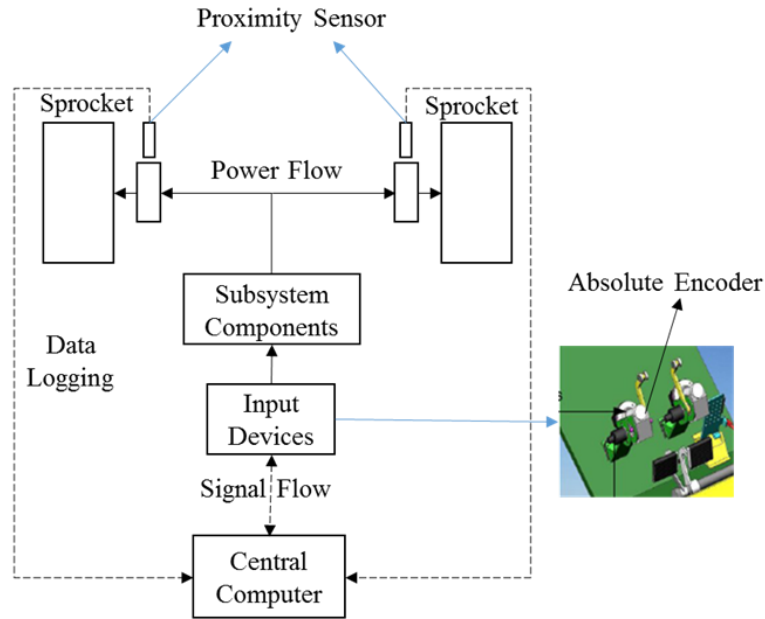 Proximity Sensor
Sprocket
Sprocket
Power Flow
Absolute Encoder
Subsystem
Components
Data
Logging
Input
Devices
s
Signal Flow
Central
Computer